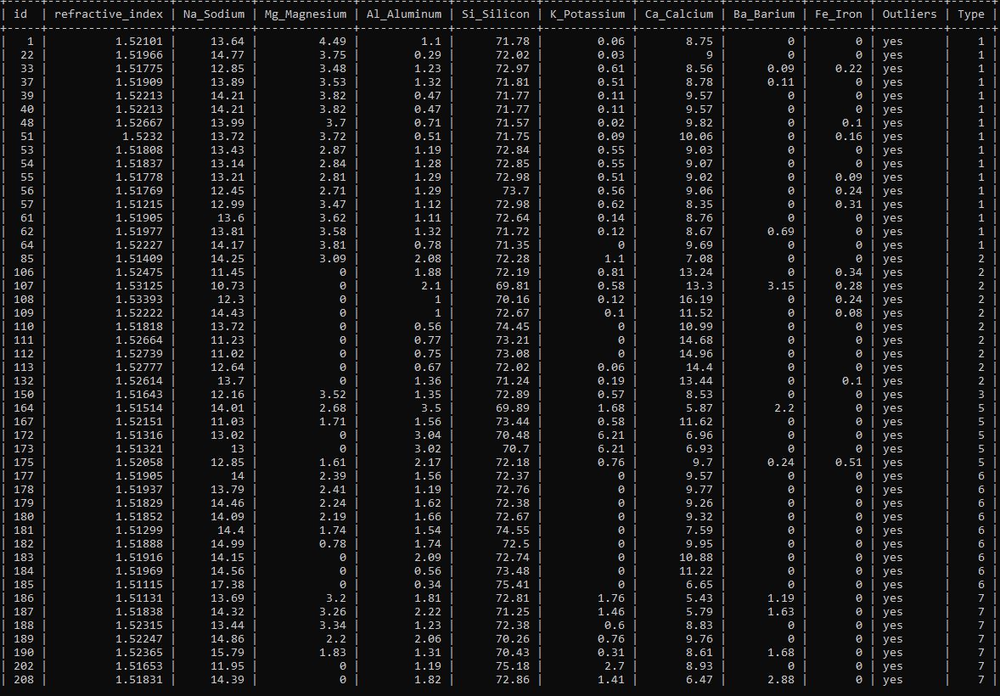 | id | refractive_index | Na_Sodium | Mg_Magnesium | Al_Aluminum | Si_Silicon | K_Potassium | Ca_Calcium | Ba_Barium | Fe_Iron | Outliers | Type |
| 1 | 1.52101 | 13.64 | 4.49 | 1.1 | 71.78 | 0.06 | 8.75 | 0 | 0 | yes | 1 |
| 22 | 1.51966 | 14.77 | 3.75 | 0.29 | 72.02 | 0.03 | 9 | 0 | 0 | yes | 1 |
| 33 | 1.51775 | 12.85 | 3.48 | 1.23 | 72.97 | 0.61 | 8.56 | 0.09 | 0.22 | yes | 1 |
| 37 | 1.51909 | 13.89 | 3.53 | 1.32 | 71.81 | 0.51 | 8.78 | 0.11 | 0 | yes | 1 |
| 39 | 1.52213 | 14.21 | 3.82 | 0.47 | 71.77 | 0.11 | 9.57 | 0 | 0 | yes | 1 |
| 40 | 1.52213 | 14.21 | 3.82 | 0.47 | 71.77 | 0.11 | 9.57 | 0 | 0 | yes | 1 |
| 48 | 1.52667 | 13.99 | 3.7 | 0.71 | 71.57 | 0.02 | 9.82 | 0 | 0.1 | yes | 1 |
| 51 | 1.5232 | 13.72 | 3.72 | 0.51 | 71.75 | 0.09 | 10.06 | 0 | 0.16 | yes | 1 |
| 53 | 1.51808 | 13.43 | 2.87 | 1.19 | 72.84 | 0.55 | 9.03 | 0 | 0 | yes | 1 |
| 54 | 1.51837 | 13.14 | 2.84 | 1.28 | 72.85 | 0.55 | 9.07 | 0 | 0 | yes | 1 |
| 55 | 1.51778 | 13.21 | 2.81 | 1.29 | 72.98 | 0.51 | 9.02 | 0 | 0.09 | yes | 1 |
| 56 | 1.51769 | 12.45 | 2.71 | 1.29 | 73.7 | 0.56 | 9.06 | 0 | 0.24 | yes | 1 |
| 57 | 1.51215 | 12.99 | 3.47 | 1.12 | 72.98 | 0.62 | 8.35 | 0 | 0.31 | yes | 1 |
| 61 | 1.51905 | 13.6 | 3.62 | 1.11 | 72.64 | 0.14 | 8.76 | 0 | 0 | yes | 1 |
| 62 | 1.51977 | 13.81 | 3.58 | 1.32 | 71.72 | 0.12 | 8.67 | 0.69 | 0 | yes | 1 |
| 64 | 1.52227 | 14.17 | 3.81 | 0.78 | 71.35 | 0 | 9.69 | 0 | 0 | yes | 1 |
| 85 | 1.51409 | 14.25 | 3.09 | 2.08 | 72.28 | 1.1 | 7.08 | 0 | 0 | yes | 2 |
| 106 | 1.52475 | 11.45 | 0 | 1.88 | 72.19 | 0.81 | 13.24 | 0 | 0.34 | yes | 2 |
| 107 | 1.53125 | 10.73 | 0 | 2.1 | 69.81 | 0.58 | 13.3 | 3.15 | 0.28 | yes | 2 |
| 108 | 1.53393 | 12.3 | 0 | 1 | 70.16 | 0.12 | 16.19 | 0 | 0.24 | yes | 2 |
| 109 | 1.52222 | 14.43 | 0 | 1 | 72.67 | 0.1 | 11.52 | 0 | 0.08 | yes | 2 |
| 110 | 1.51818 | 13.72 | 0 | 0.56 | 74.45 | 0 | 10.99 | 0 | 0 | yes | 2 |
| 111 | 1.52664 | 11.23 | 0 | 0.77 | 73.21 | 0 | 14.68 | 0 | 0 | yes | 2 |
| 112 | 1.52739 | 11.02 | 0 | 0.75 | 73.08 | 0 | 14.96 | 0 | 0 | yes | 2 |
| 113 | 1.52777 | 12.64 | 0 | 0.67 | 72.02 | 0.06 | 14.4 | 0 | 0 | yes | 2 |
| 132 | 1.52614 | 13.7 | 0 | 1.36 | 71.24 | 0.19 | 13.44 | 0 | 0.1 | yes | 2 |
| 150 | 1.51643 | 12.16 | 3.52 | 1.35 | 72.89 | 0.57 | 8.53 | 0 | 0 | yes | 3 |
| 164 | 1.51514 | 14.01 | 2.68 | 3.5 | 69.89 | 1.68 | 5.87 | 2.2 | 0 | yes | 5 |
| 167 | 1.52151 | 11.03 | 1.71 | 1.56 | 73.44 | 0.58 | 11.62 | 0 | 0 | yes | 5 |
| 172 | 1.51316 | 13.02 | 0 | 3.04 | 70.48 | 6.21 | 6.96 | 0 | 0 | yes | 5 |
| 173 | 1.51321 | 13 | 0 | 3.02 | 70.7 | 6.21 | 6.93 | 0 | 0 | yes | 5 |
| 175 | 1.52058 | 12.85 | 1.61 | 2.17 | 72.18 | 0.76 | 9.7 | 0.24 | 0.51 | yes | 5 |
| 177 | 1.51905 | 14 | 2.39 | 1.56 | 72.37 | 0 | 9.57 | 0 | 0 | yes | 6 |
| 178 | 1.51937 | 13.79 | 2.41 | 1.19 | 72.76 | 0 | 9.77 | 0 | 0 | yes | 6 |
| 179 | 1.51829 | 14.46 | 2.24 | 1.62 | 72.38 | 0 | 9.26 | 0 | 0 | yes | 6 |
| 180 | 1.51852 | 14.09 | 2.19 | 1.66 | 72.67 | 0 | 9.32 | 0 | 0 | yes | 6 |
| 181 | 1.51299 | 14.4 | 1.74 | 1.54 | 74.55 | 0 | 7.59 | 0 | 0 | yes | 6 |
| 182 | 1.51888 | 14.99 | 0.78 | 1.74 | 72.5 | 0 | 9.95 | 0 | 0 | yes | 6 |
| 183 | 1.51916 | 14.15 | 0 | 2.09 | 72.74 | 0 | 10.88 | 0 | 0 | yes | 6 |
| 184 | 1.51969 | 14.56 | 0 | 0.56 | 73.48 | 0 | 11.22 | 0 | 0 | yes | 6 |
| 185 | 1.51115 | 17.38 | 0 | 0.34 | 75.41 | 0 | 6.65 | 0 | 0 | yes | 6 |
| 186 | 1.51131 | 13.69 | 3.2 | 1.81 | 72.81 | 1.76 | 5.43 | 1.19 | 0 | yes | 7 |
| 187 | 1.51838 | 14.32 | 3.26 | 2.22 | 71.25 | 1.46 | 5.79 | 1.63 | 0 | yes | 7 |
| 188 | 1.52315 | 13.44 | 3.34 | 1.23 | 72.38 | 0.6 | 8.83 | 0 | 0 | yes | 7 |
| 189 | 1.52247 | 14.86 | 2.2 | 2.06 | 70.26 | 0.76 | 9.76 | 0 | 0 | yes | 7 |
| 190 | 1.52365 | 15.79 | 1.83 | 1.31 | 70.43 | 0.31 | 8.61 | 1.68 | 0 | yes | 7 |
| 202 | 1.51653 | 11.95 | 0 | 1.19 | 75.18 | 2.7 | 8.93 | 0 | 0 | yes | 7 |
| 208 | 1.51831 | 14.39 | 0 | 1.82 | 72.86 | 1.41 | 6.47 | 2.88 | 0 | yes | 7 |